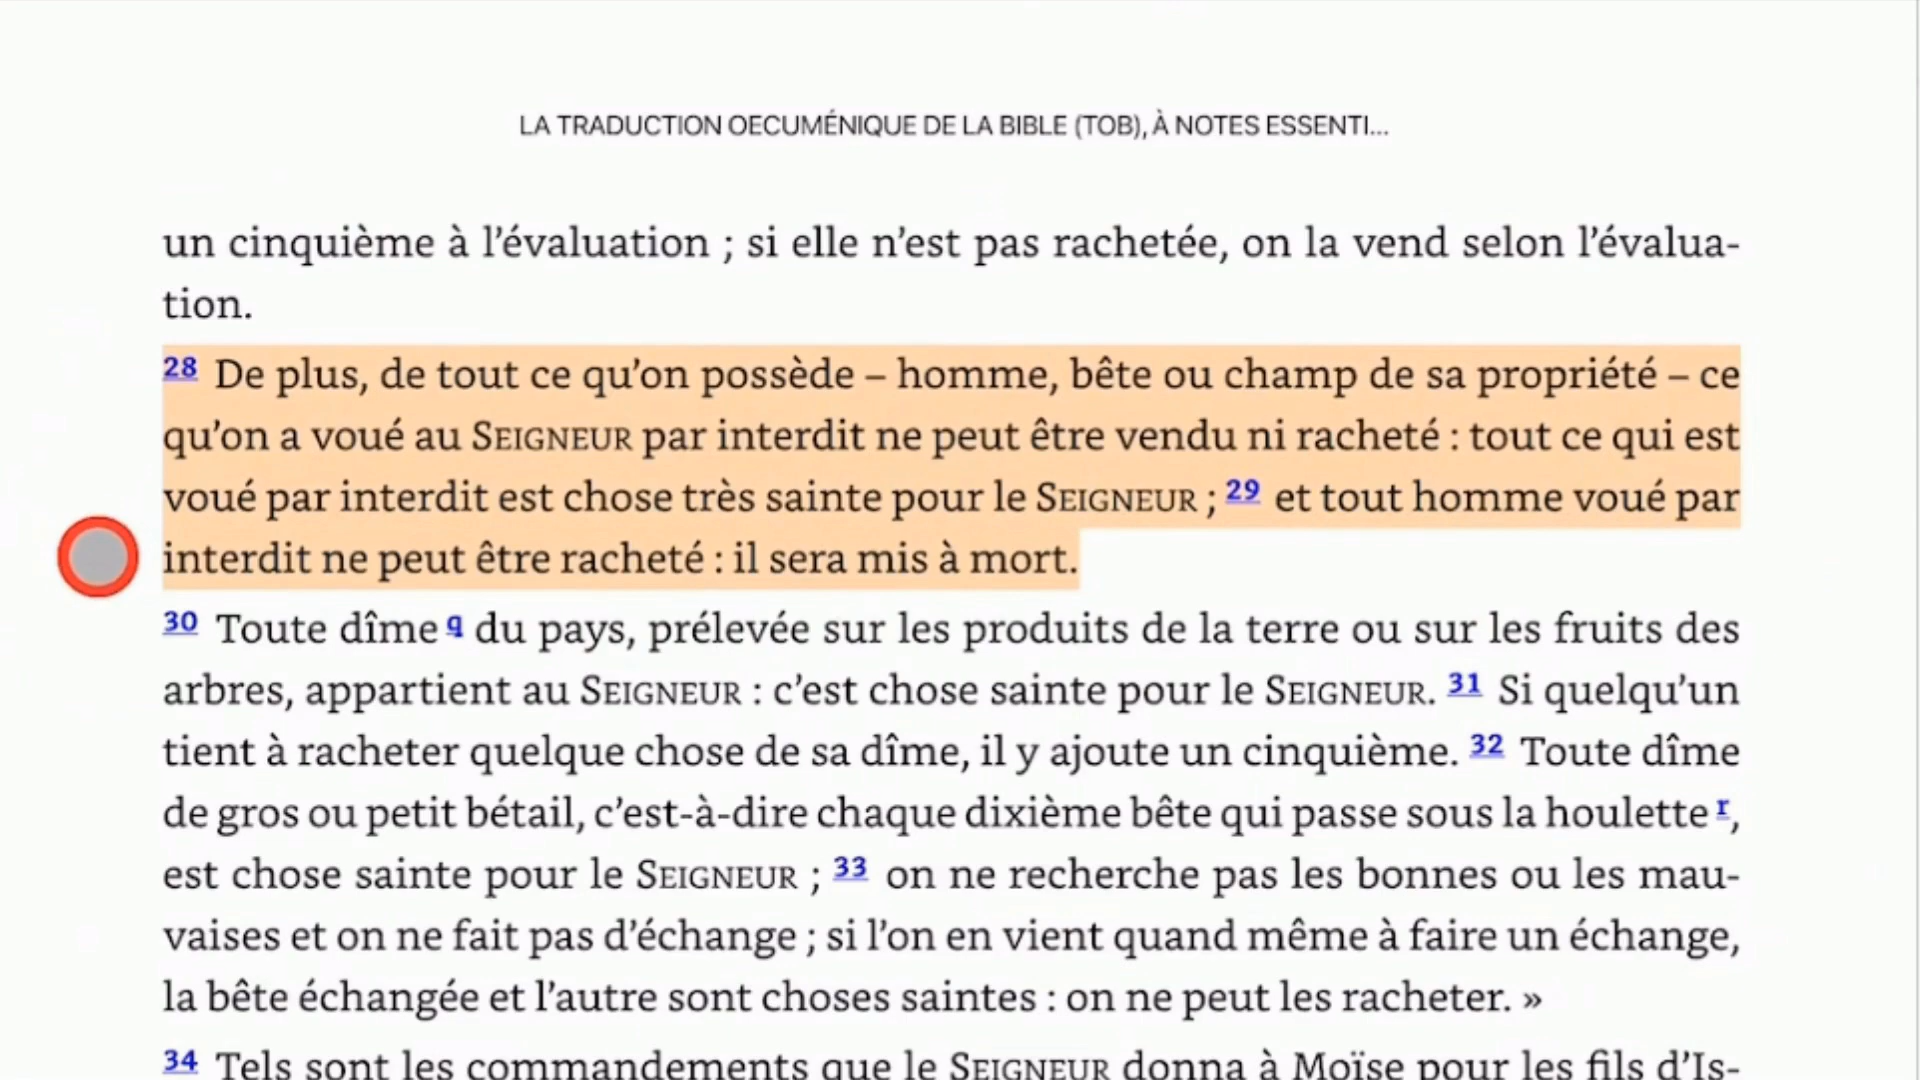 LA TRADUCTION OECUMÉNIQUE DE LA BIBLE (TOB), À NOTES ESSENTI...
un cinquième à l’évaluation ; si elle n’est pas rachetée, on la vend selon l’évalua-
tion.
28 De plus, de tout ce qu’on possède – homme, bête ou champ de sa propriété – ce
qu’on a voué au SEIGNEUR par interdit ne peut être vendu ni racheté : tout ce qui est
voué par interdit est chose très sainte pour le SEIGNEUR ; 29 et tout homme voué par
interdit ne peut être racheté : il sera mis à mort.
30 Toute dîme q du pays, prélevée sur les produits de la terre ou sur les fruits des
arbres, appartient au SEIGNEUR : c’est chose sainte pour le SEIGNEUR. 31 Si quelqu’un
tient à racheter quelque chose de sa dîme, il y ajoute un cinquième. 32 Toute dîme
de gros ou petit bétail, c’est-à-dire chaque dixième bête qui passe sous la houlette r,
est chose sainte pour le SEIGNEUR ; 33 on ne recherche pas les bonnes ou les mau-
vaises et on ne fait pas d’échange ; si l’on en vient quand même à faire un échange,
la bête échangée et l’autre sont choses saintes : on ne peut les racheter. »
34 Tels sont les commandements que le SEIGNEUR donna à Moïse pour les fils d’Is-